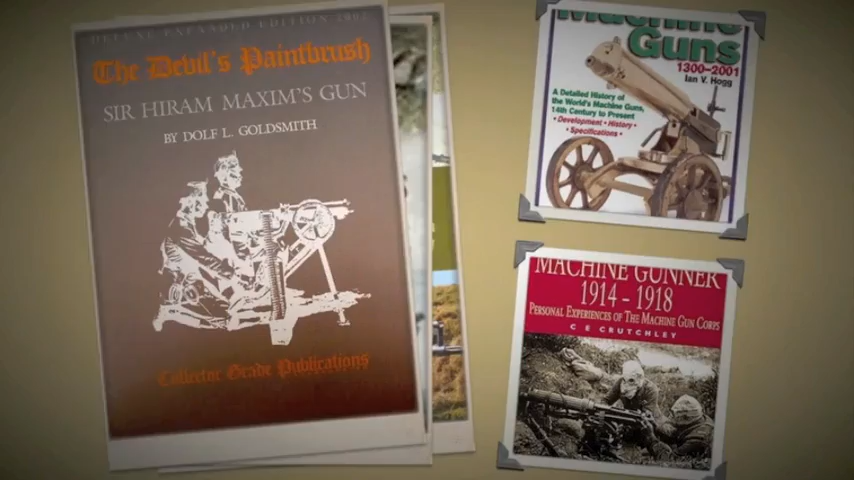 DELUXE EXPANDED EDITION 2002
The Devil's Paintbrush
SIR HIRAM MAXIM'S GUN
BY DOLF L. GOLDSMITH
Collector Grade Publications
Machine
Guns
1300–2001
Ian V. Hogg
A Detailed History of
the World's Machine Guns,
14th Century to Present
• Development • History •
• Specifications •
MACHINE GUNNER
1914 – 1918
PERSONAL EXPERIENCES OF THE MACHINE GUN CORPS
C E CRUTCHLEY